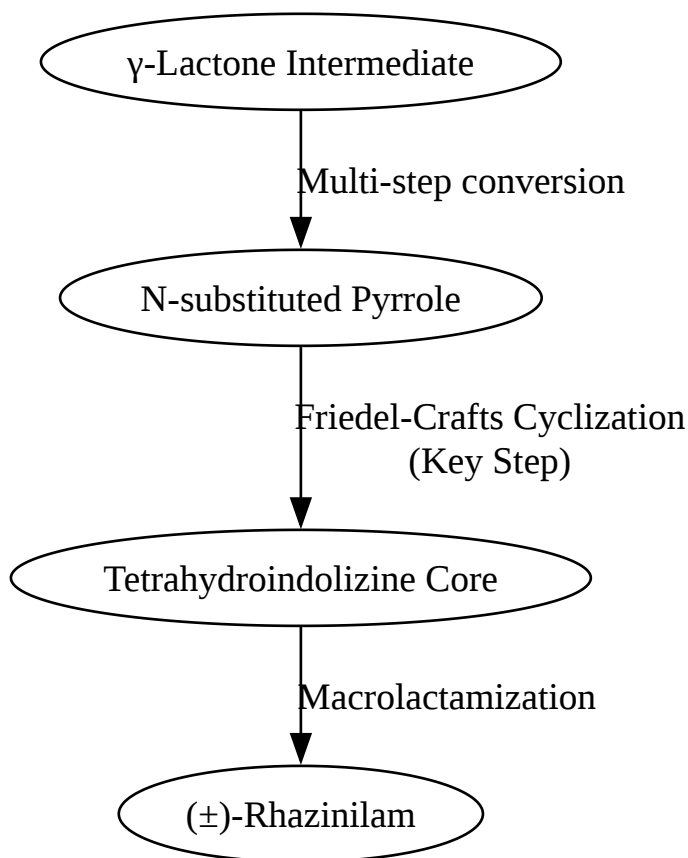 γ-Lactone Intermediate
Multi-step conversion
N-substituted Pyrrole
Friedel-Crafts Cyclization
(Key Step)
Tetrahydroindolizine Core
Macrolactamization
(±)-Rhazinilam